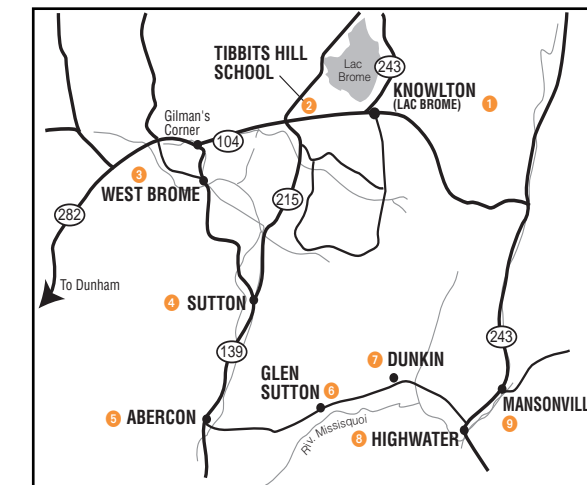 TIBBITS HILL
SCHOOL
2
Lac
Brome
243
KNOWLTON
(LAC BROME)
1
Gilman's
Corner
104
3
WEST BROME
282
215
To Dunham
4 SUTTON
243
139
7 DUNKIN
GLEN
SUTTON 6
MANSONVILL
5 ABERCON
Riv. Missisquoi
8 HIGHWATER
9